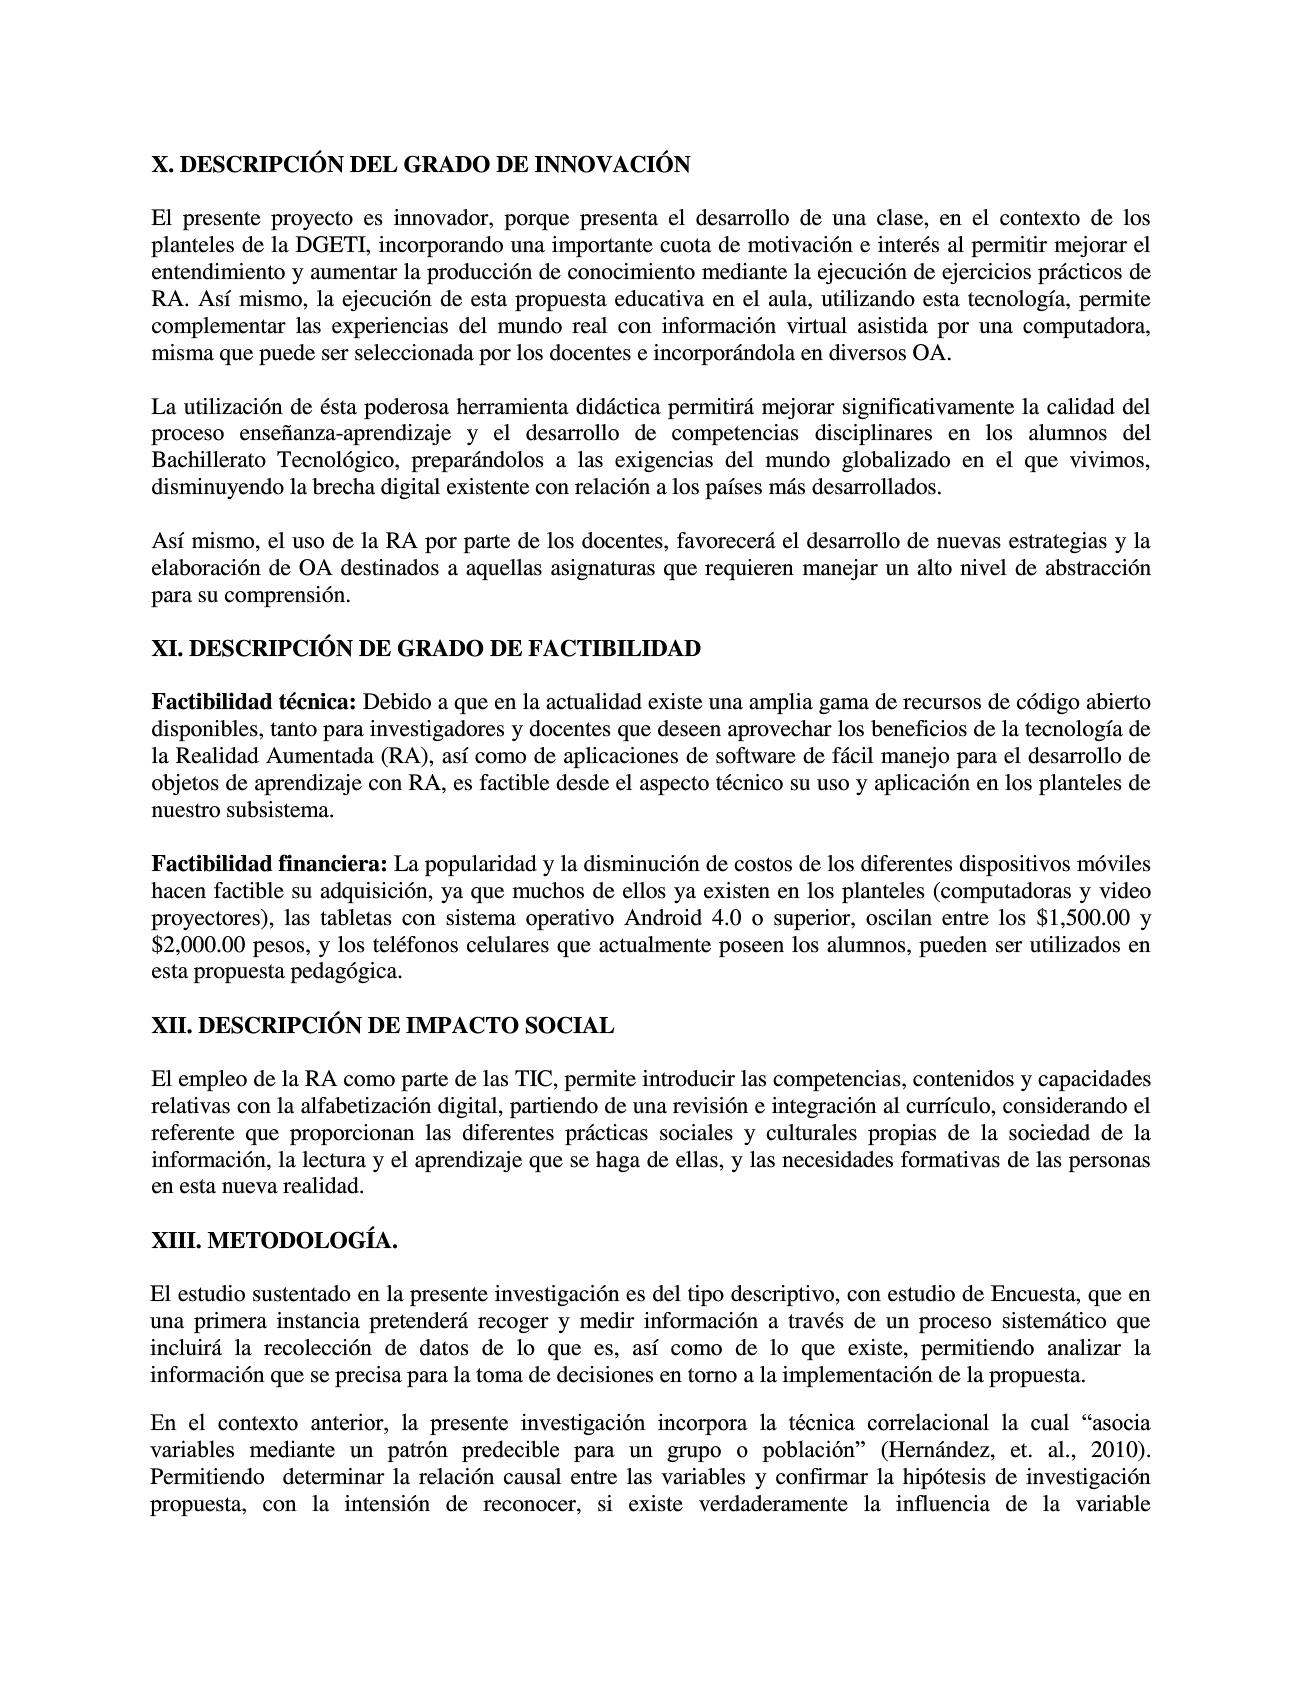 X. DESCRIPCIÓN DEL GRADO DE INNOVACIÓN
El presente proyecto es innovador, porque presenta el desarrollo de una clase, en el contexto de los
planteles de la DGETI, incorporando una importante cuota de motivación e interés al permitir mejorar el
entendimiento y aumentar la producción de conocimiento mediante la ejecución de ejercicios prácticos de
RA. Así mismo, la ejecución de esta propuesta educativa en el aula, utilizando esta tecnología, permite
complementar las experiencias del mundo real con información virtual asistida por una computadora,
misma que puede ser seleccionada por los docentes e incorporándola en diversos OA.
La utilización de ésta poderosa herramienta didáctica permitirá mejorar significativamente la calidad del
proceso enseñanza-aprendizaje y el desarrollo de competencias disciplinares en los alumnos del
Bachillerato Tecnológico, preparándolos a las exigencias del mundo globalizado en el que vivimos,
disminuyendo la brecha digital existente con relación a los países más desarrollados.
Así mismo, el uso de la RA por parte de los docentes, favorecerá el desarrollo de nuevas estrategias y la
elaboración de OA destinados a aquellas asignaturas que requieren manejar un alto nivel de abstracción
para su comprensión.
XI. DESCRIPCIÓN DE GRADO DE FACTIBILIDAD
Factibilidad técnica: Debido a que en la actualidad existe una amplia gama de recursos de código abierto
disponibles, tanto para investigadores y docentes que deseen aprovechar los beneficios de la tecnología de
la Realidad Aumentada (RA), así como de aplicaciones de software de fácil manejo para el desarrollo de
objetos de aprendizaje con RA, es factible desde el aspecto técnico su uso y aplicación en los planteles de
nuestro subsistema.
Factibilidad financiera: La popularidad y la disminución de costos de los diferentes dispositivos móviles
hacen factible su adquisición, ya que muchos de ellos ya existen en los planteles (computadoras y video
proyectores), las tabletas con sistema operativo Android 4.0 o superior, oscilan entre los $1,500.00 y
$2,000.00 pesos, y los teléfonos celulares que actualmente poseen los alumnos, pueden ser utilizados en
esta propuesta pedagógica.
XII. DESCRIPCIÓN DE IMPACTO SOCIAL
El empleo de la RA como parte de las TIC, permite introducir las competencias, contenidos y capacidades
relativas con la alfabetización digital, partiendo de una revisión e integración al currículo, considerando el
referente que proporcionan las diferentes prácticas sociales y culturales propias de la sociedad de la
información, la lectura y el aprendizaje que se haga de ellas, y las necesidades formativas de las personas
en esta nueva realidad.
XIII. METODOLOGÍA.
El estudio sustentado en la presente investigación es del tipo descriptivo, con estudio de Encuesta, que en
una primera instancia pretenderá recoger y medir información a través de un proceso sistemático que
incluirá la recolección de datos de lo que es, así como de lo que existe, permitiendo analizar la
información que se precisa para la toma de decisiones en torno a la implementación de la propuesta.
En el contexto anterior, la presente investigación incorpora la técnica correlacional la cual “asocia
variables mediante un patrón predecible para un grupo o población” (Hernández, et. al., 2010).
Permitiendo determinar la relación causal entre las variables y confirmar la hipótesis de investigación
propuesta, con la intensión de reconocer, si existe verdaderamente la influencia de la variable